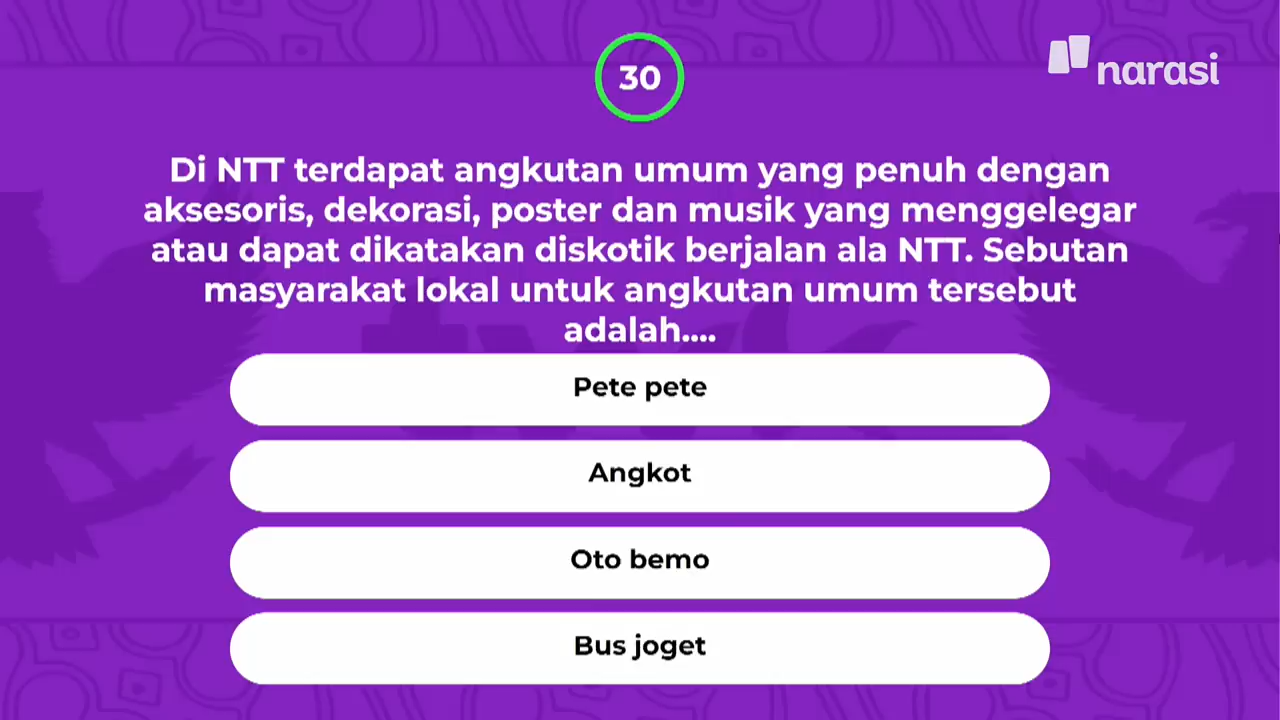 30
narasi
Di NTT terdapat angkutan umum yang penuh dengan
aksesoris, dekorasi, poster dan musik yang menggelegar
atau dapat dikatakan diskotik berjalan ala NTT. Sebutan
masyarakat lokal untuk angkutan umum tersebut
adalah....
Pete pete
Angkot
Oto bemo
Bus joget